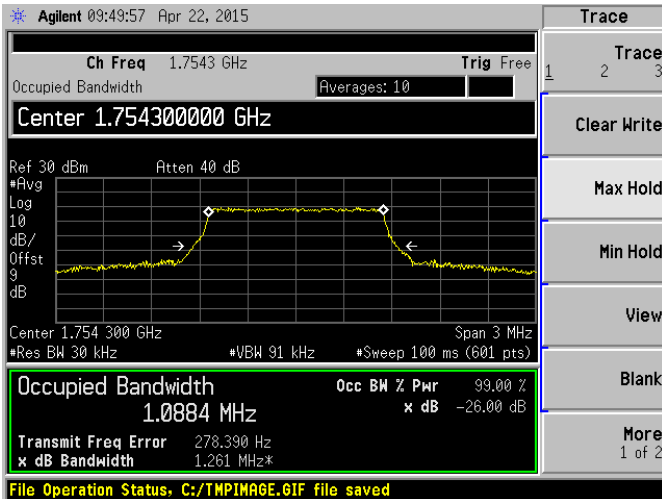 Agilent 09:49:57 Apr 22, 2015
Trace
Ch Freq 1.7543 GHz Trig Free
Occupied Bandwidth Averages: 10
Center 1.754300000 GHz
Ref 30 dBm Atten 40 dB
#Avg
Log
10
dB/
Offst
9
dB
Center 1.754 300 GHz Span 3 MHz
#Res BW 30 kHz #VBW 91 kHz #Sweep 100 ms (601 pts)
Occupied Bandwidth Occ BW % Pwr 99.00 %
1.0884 MHz x dB -26.00 dB
Transmit Freq Error 278.390 Hz
x dB Bandwidth 1.261 MHz*
File Operation Status, C:/TMPIMAGE.GIF file saved
Trace
1 2 3
Clear Write
Max Hold
Min Hold
View
Blank
More
1 of 2